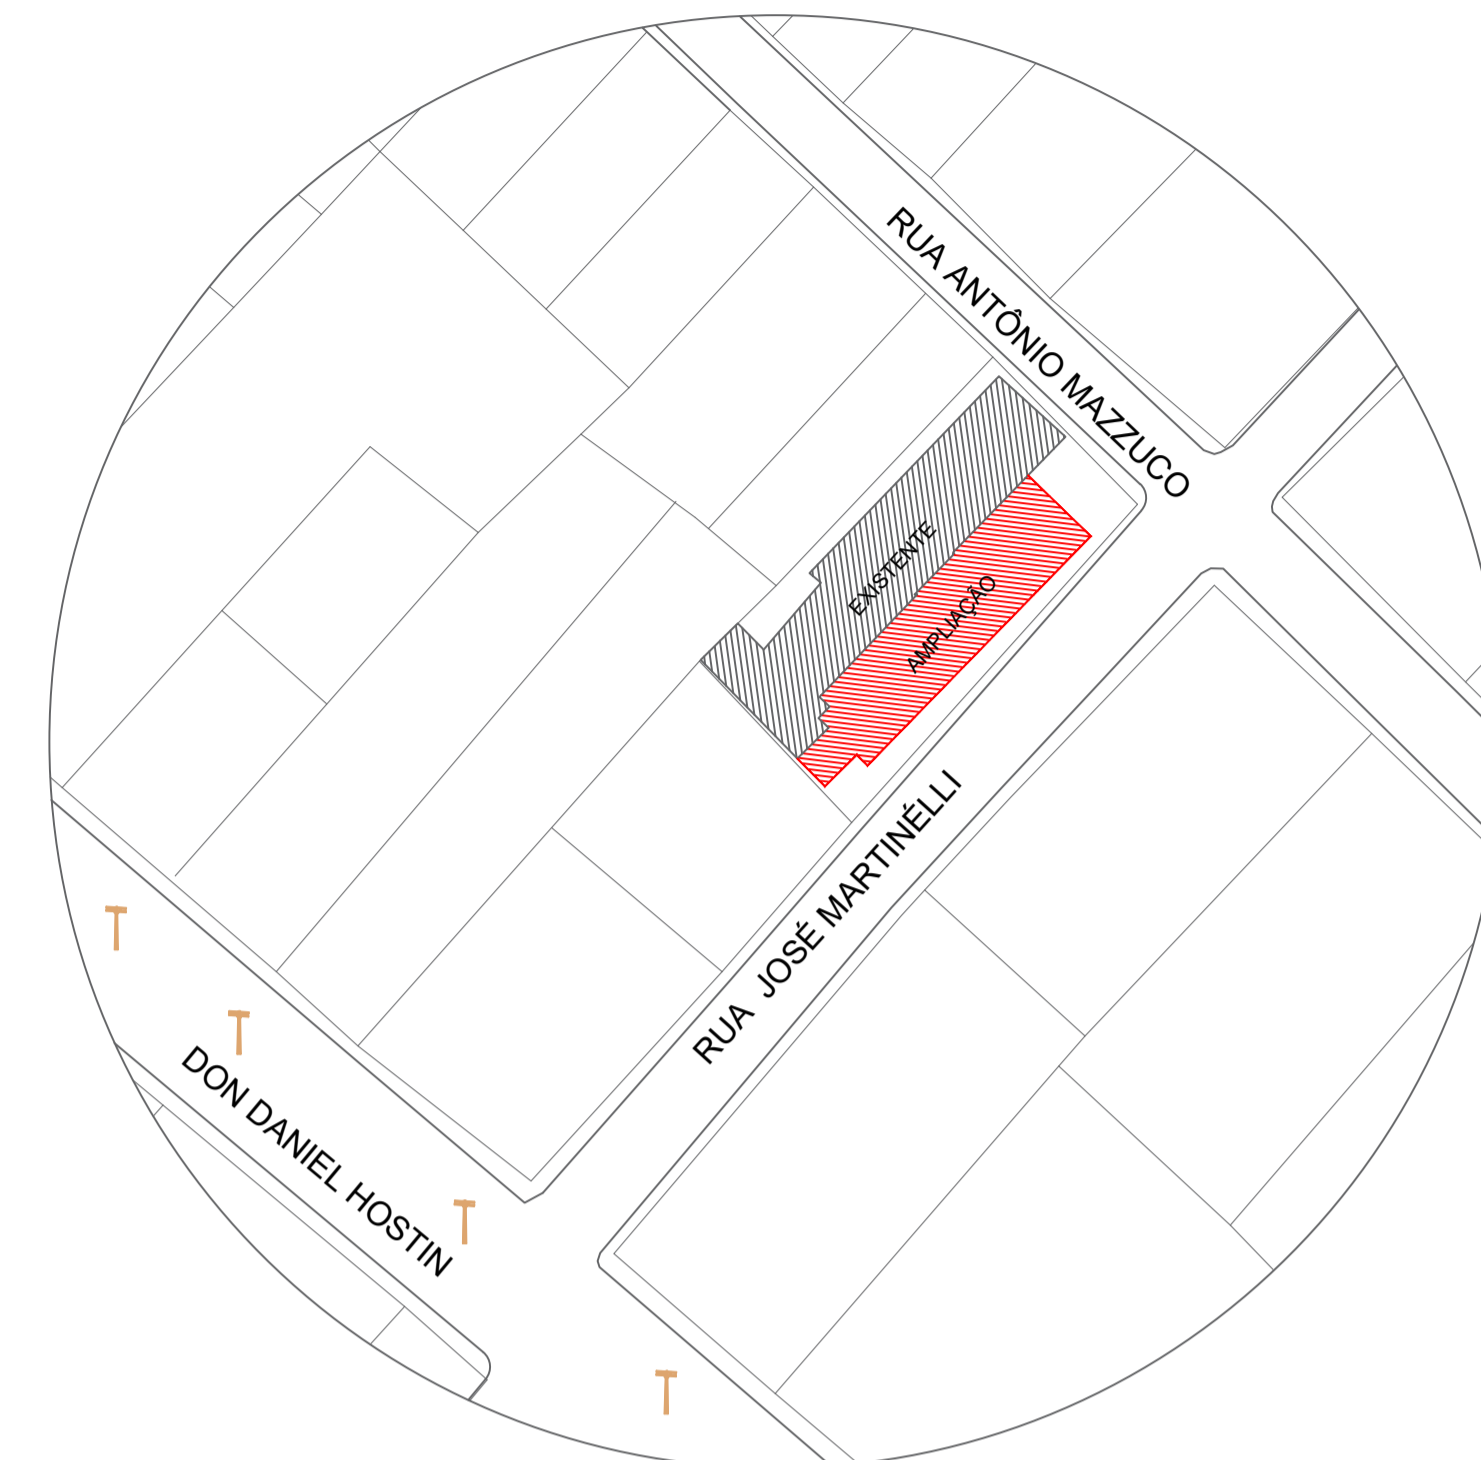 RUA ANTÔNIO MAZZUCO
EXISTENTE
AMPLIAÇÃO
RUA JOSÉ MARTINÉLLI
DON DANIEL HOSTIN